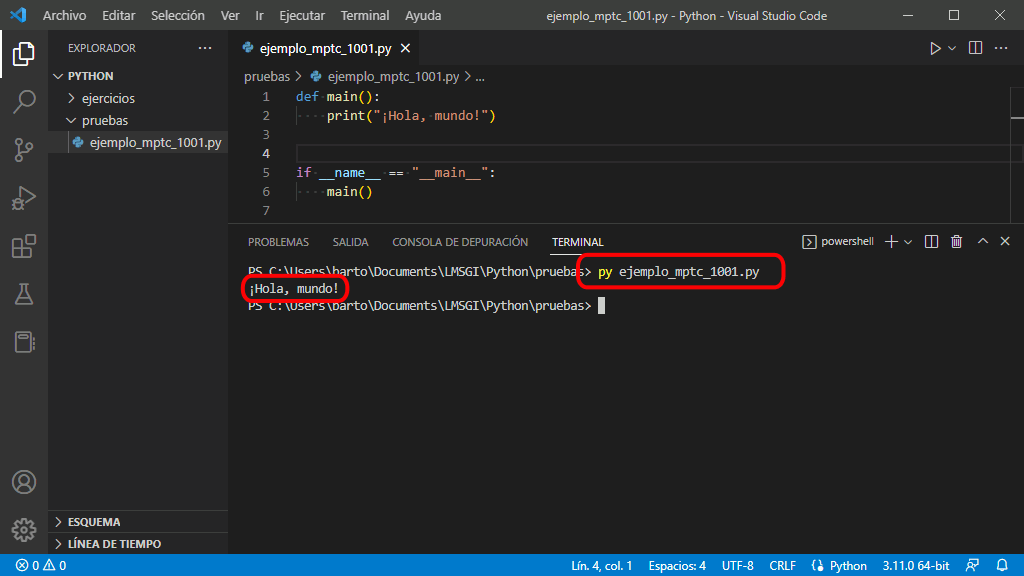 Archivo Editar Selección Ver Ir Ejecutar Terminal Ayuda ejemplo_mptc_1001.py - Python - Visual Studio Code
EXPLORADOR
PYTHON
ejercicios
pruebas
ejemplo_mptc_1001.py
ejemplo_mptc_1001.py
pruebas > ejemplo_mptc_1001.py > ...
1 def main():
2 print("¡Hola, mundo!")
3
4
5 if __name__ == "__main__":
6 main()
7
PROBLEMAS SALIDA CONSOLA DE DEPURACIÓN TERMINAL powershell
PS C:\Users\barto\Documents\LMSGI\Python\pruebas> py ejemplo_mptc_1001.py
¡Hola, mundo!
PS C:\Users\barto\Documents\LMSGI\Python\pruebas>
ESQUEMA
LÍNEA DE TIEMPO
0 0 Lín. 4, col. 1 Espacios: 4 UTF-8 CRLF Python 3.11.0 64-bit